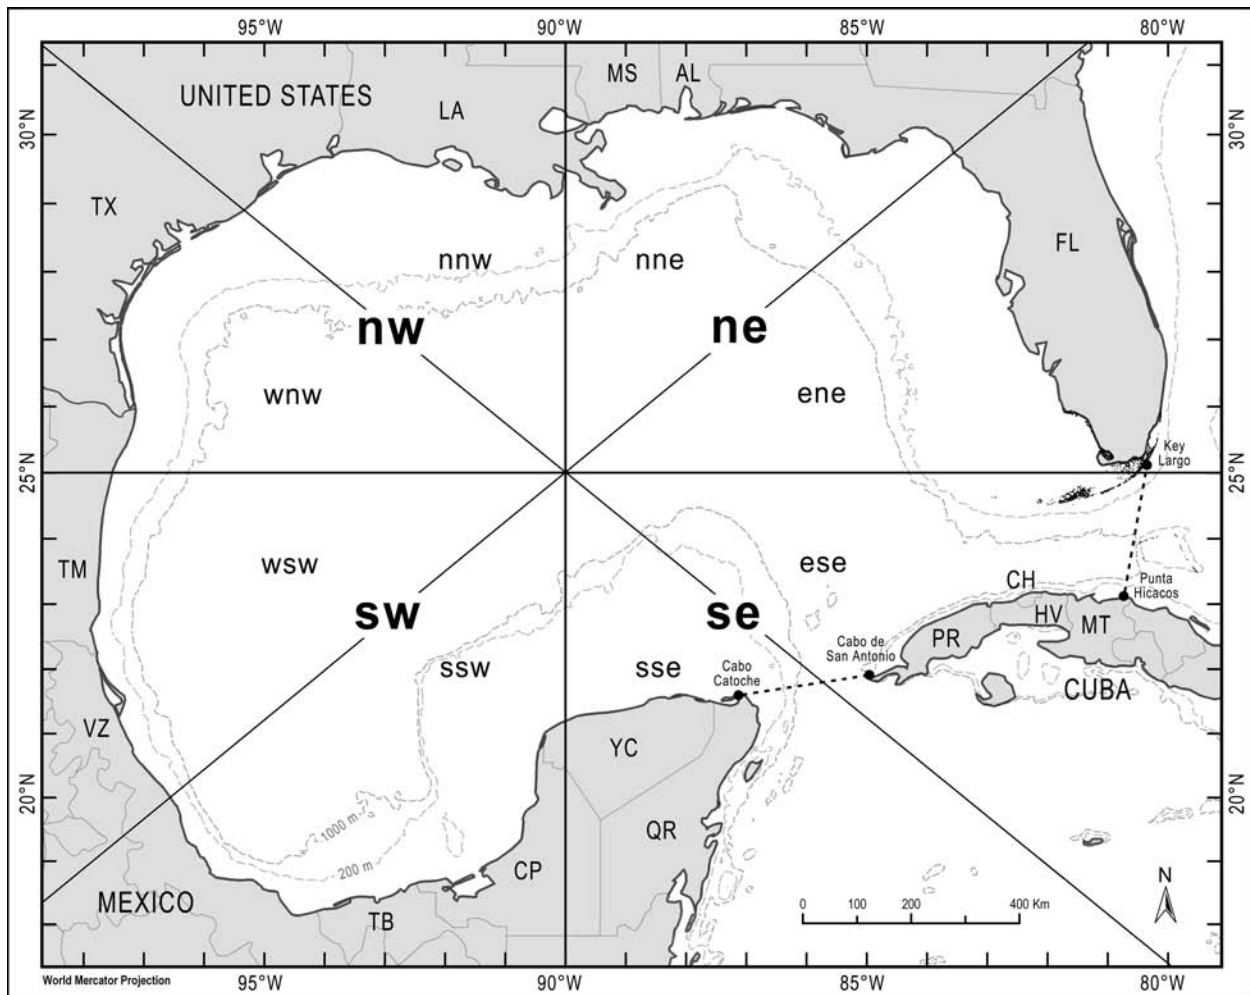 95°W
90°W
85°W
80°W
MS
AL
UNITED STATES
LA
30°N
30°N
TX
FL
nnw
nne
nw
ne
wnw
ene
Key
Largo
25°N
25°N
TM
wsw
ese
CH
Punta
Hicacos
sw
se
HV
MT
PR
Cabo de
San Antonio
ssw
sse
Cabo
Catoche
CUBA
VZ
YC
20°N
20°N
1000 m
QR
200 m
CP
N
MEXICO
TB
0
100
200
400 Km
World Mercator Projection
95°W
90°W
85°W
80°W